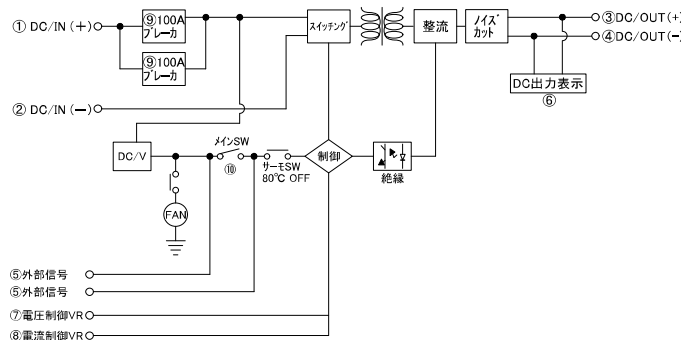 ① DC/IN (+)
⑨100A
ブレーカ
⑨100A
ブレーカ
スイッチング
整流
ノイズ
カット
③DC/OUT(+)
④DC/OUT(-)
DC出力表示
⑥
② DC/IN (-)
DC/V
メインSW
⑩
サーモSW
80℃ OFF
制御
絶縁
FAN
⑤外部信号
⑤外部信号
⑦電圧制御VR
⑧電流制御VR